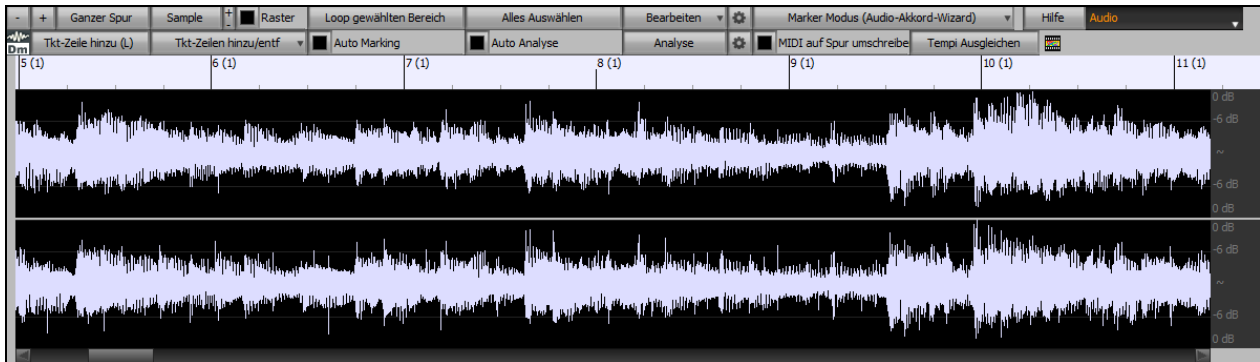 - + Ganzer Spur Sample + - Raster Loop gewählten Bereich Alles Auswählen Bearbeiten Marker Modus (Audio-Akkord-Wizard) Hilfe Audio
Dm Tkt-Zeile hinzu (L) Tkt-Zeilen hinzu/entf Auto Marking Auto Analyse Analyse MIDI auf Spur umschreibe Tempi Ausgleichen
5 (1) 6 (1) 7 (1) 8 (1) 9 (1) 10 (1) 11 (1)
0 dB
-6 dB
~
-6 dB
0 dB
0 dB
-6 dB
~
-6 dB
0 dB